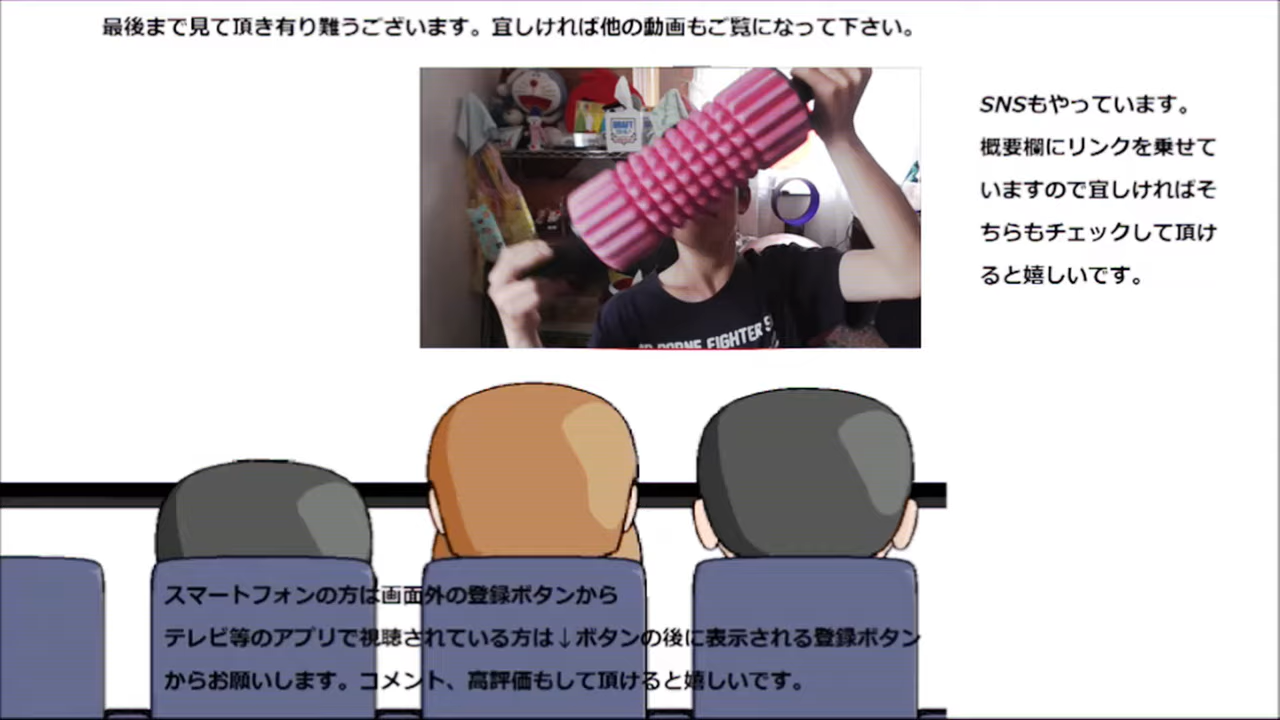 最後まで見て頂き有り難うございます。宜しければ他の動画もご覧になって下さい。
SNSもやっています。
概要欄にリンクを乗せて
いますので宜しければそ
ちらもチェックして頂け
ると嬉しいです。
FIGHTER
スマートフォンの方は画面外の登録ボタンから
テレビ等のアプリで視聴されている方は↓ボタンの後に表示される登録ボタン
からお願いします。コメント、高評価もして頂けると嬉しいです。